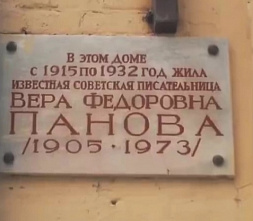 В ЭТОМ ДОМЕ
С 1915 ПО 1932 ГОД ЖИЛА
ИЗВЕСТНАЯ СОВЕТСКАЯ ПИСАТЕЛЬНИЦА
ВЕРА ФЕДОРОВНА
ПАНОВА
/1905 · 1973/